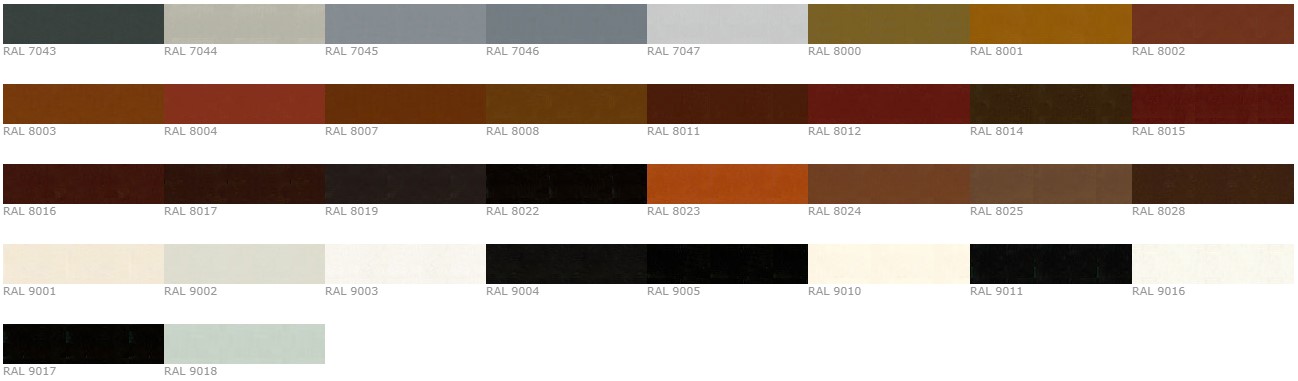 RAL 7043 RAL 7044 RAL 7045 RAL 7046 RAL 7047 RAL 8000 RAL 8001 RAL 8002
RAL 8003 RAL 8004 RAL 8007 RAL 8008 RAL 8011 RAL 8012 RAL 8014 RAL 8015
RAL 8016 RAL 8017 RAL 8019 RAL 8022 RAL 8023 RAL 8024 RAL 8025 RAL 8028
RAL 9001 RAL 9002 RAL 9003 RAL 9004 RAL 9005 RAL 9010 RAL 9011 RAL 9016
RAL 9017 RAL 9018